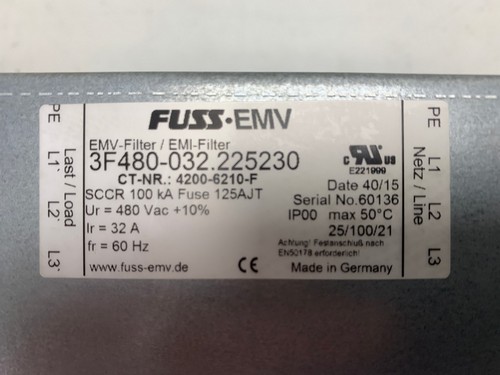 FUSS-EMV
EMV-Filter / EMI-Filter
3F480-032.225230
CT-NR.: 4200-6210-F
SCCR 100 kA Fuse 125AJT
Ur = 480 Vac +10%
Ir = 32 A
fr = 60 Hz
www.fuss-emv.de
CE
C RU US
E221999
Date 40/15
Serial No.60136
IP00 max 50°C
25/100/21
Achtung! Festanschluß nach
EN50178 erforderlich!
Made in Germany
PE
L1'
L2'
L3'
Last / Load
PE
L1
L2
L3
Netz / Line